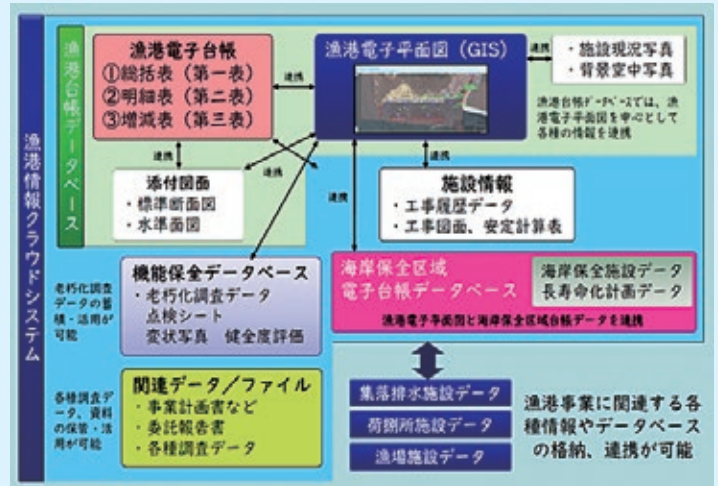 漁港情報クラウドシステム
漁港台帳データベース
漁港電子台帳
①総括表（第一表）
②明細表（第二表）
③増減表（第三表）
連携
漁港電子平面図（GIS）
連携
・施設現況写真
・背景空中写真
漁港台帳データベースでは、漁
港電子平面図を中心として
各種の情報を連携
連携
連携
連携
連携
添付図面
・標準断面図
・水準面図
施設情報
・工事履歴データ
・工事図面、安定計算表
老朽化調査
データの蓄
積・活用が
可能
機能保全データベース
・老朽化調査データ
点検シート
変状写真　健全度評価
海岸保全区域
電子台帳データベース
海岸保全施設データ
長寿命化計画データ
漁港電子平面図と海岸保全区域台帳データを連携
各種調査デー
タ、資料
の保管・活
用が可能
関連データ／ファイル
・事業計画書など
・委託報告書
・各種調査データ
集落排水施設データ
荷捌所施設データ
漁場施設データ
漁港事業に関連する各
種情報やデータベース
の格納、連携が可能